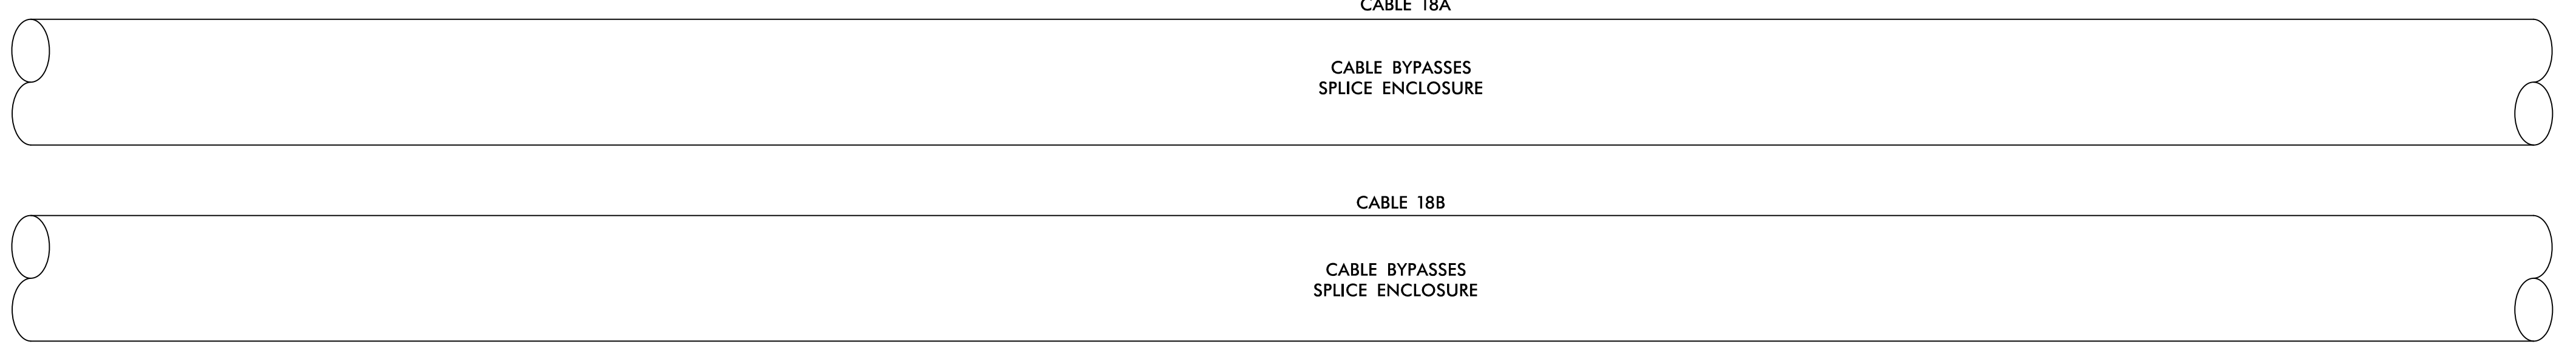 CABLE 18A
CABLE BYPASSES
SPLICE ENCLOSURE
CABLE 18B
CABLE BYPASSES
SPLICE ENCLOSURE